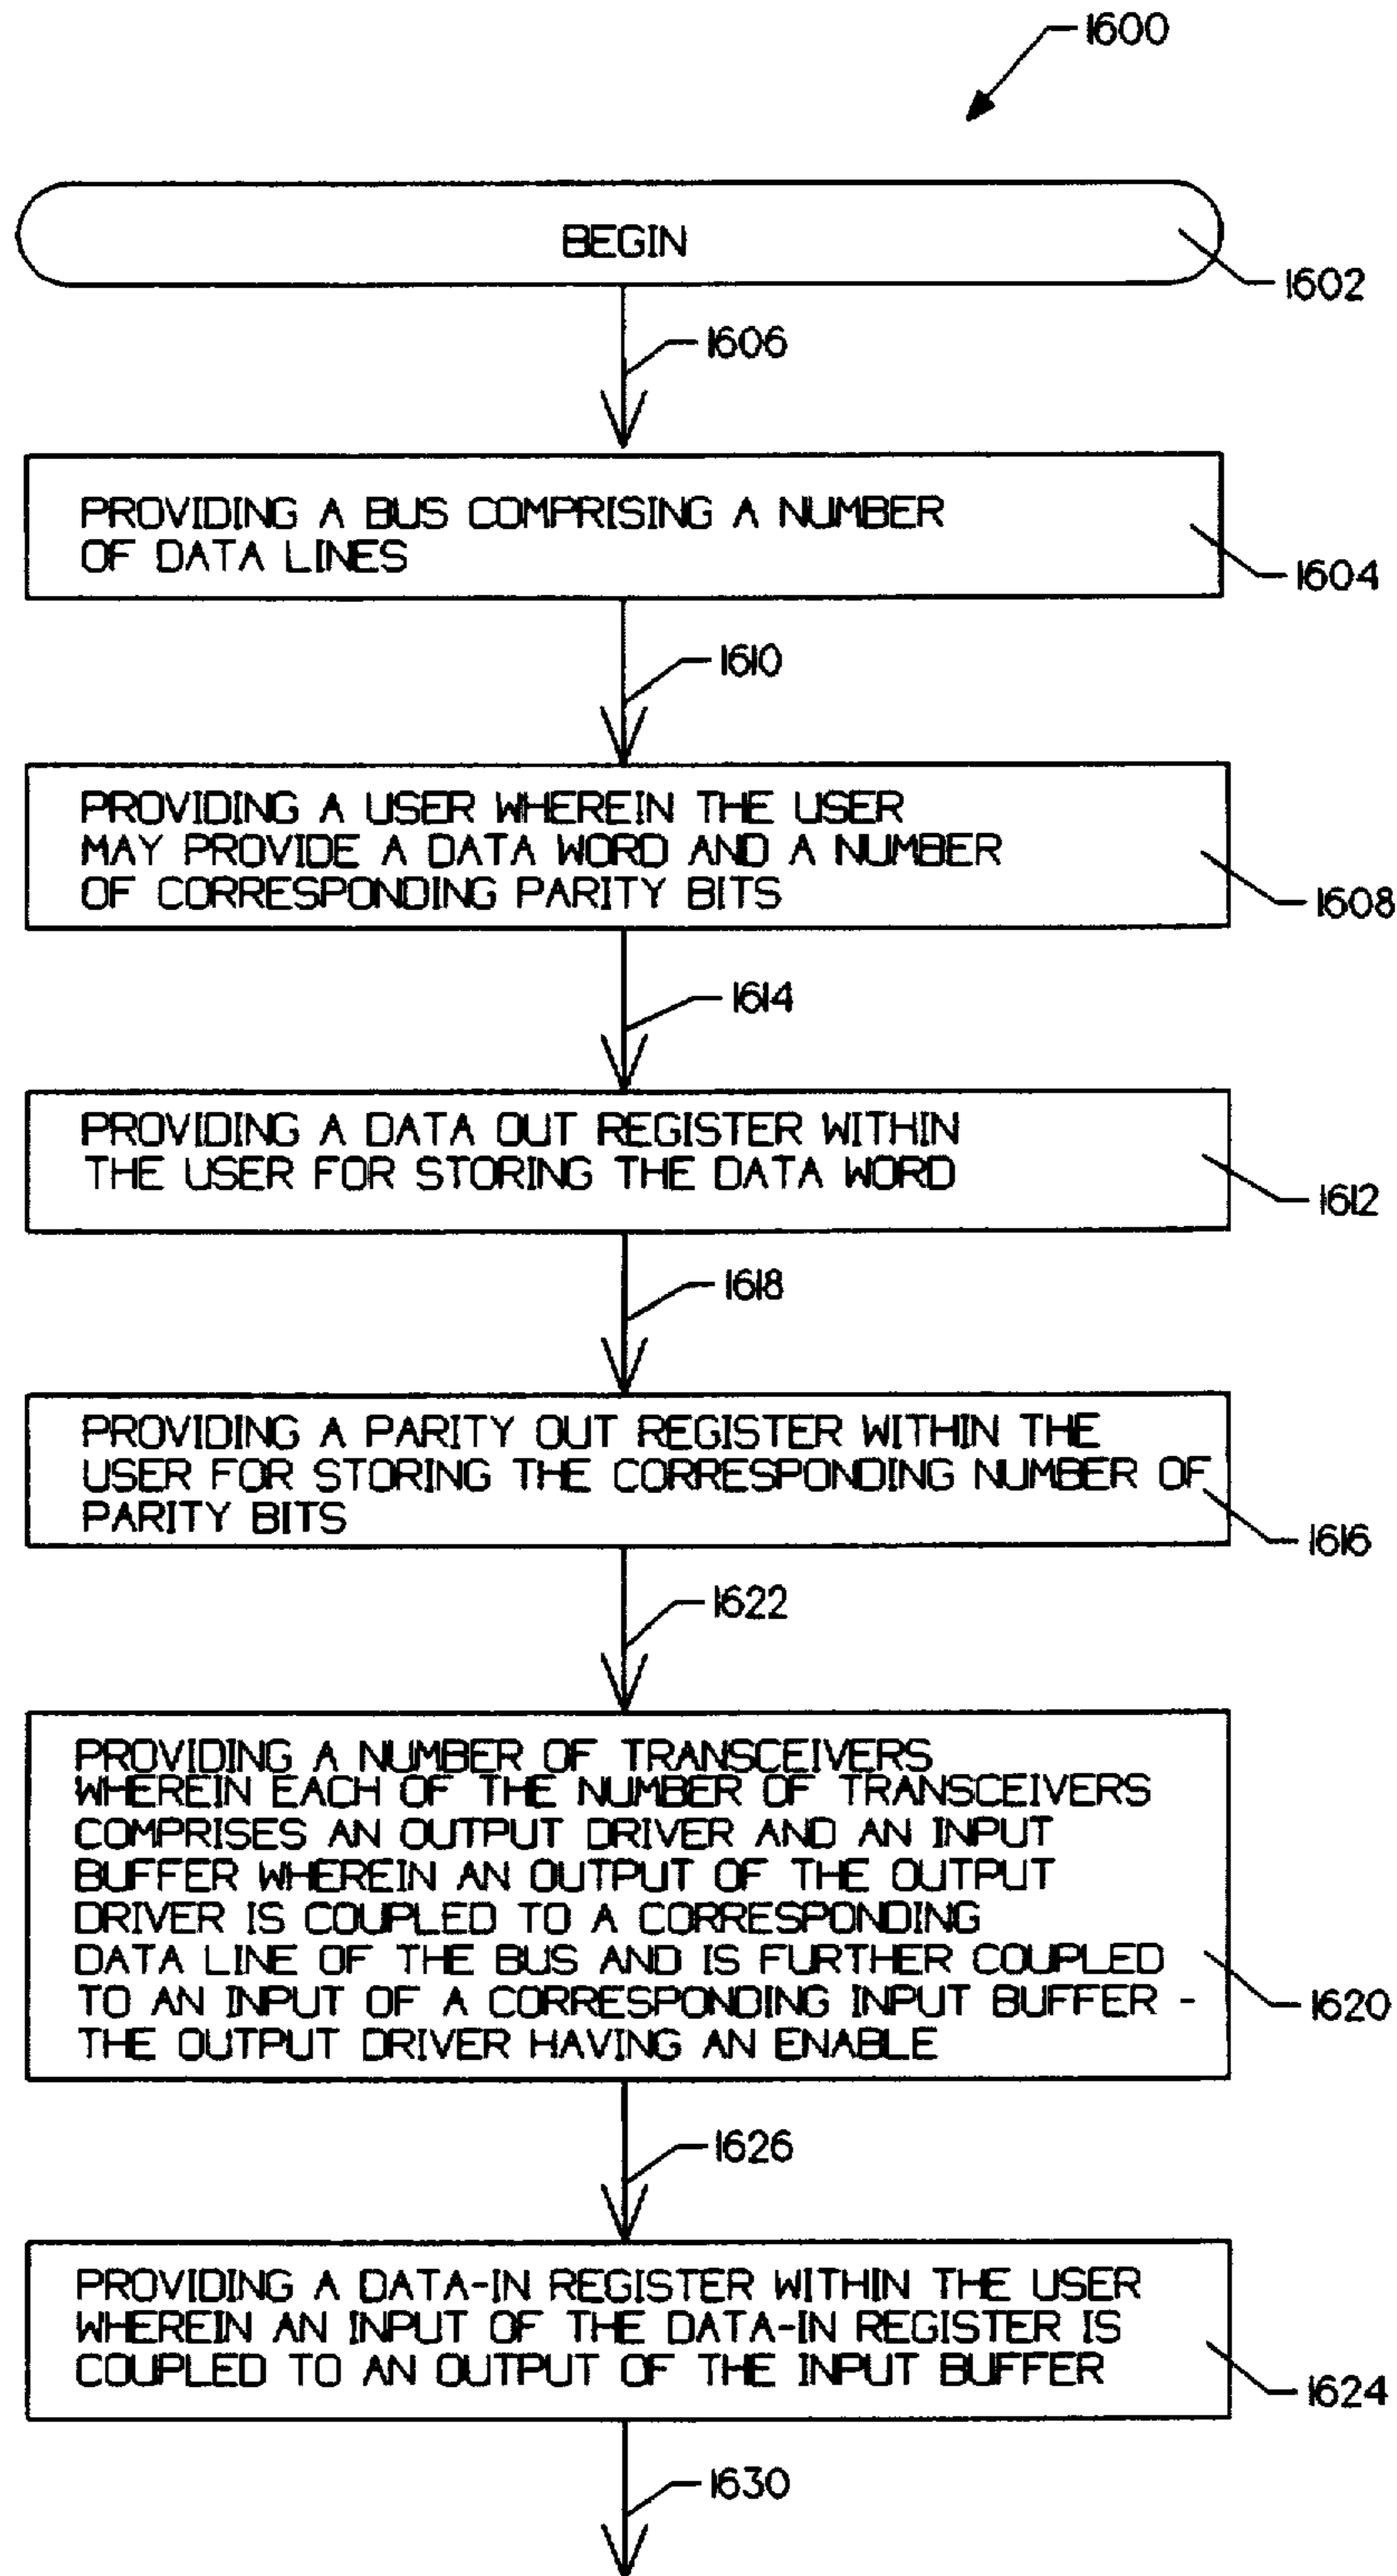 1600
BEGIN
1602
1606
PROVIDING A BUS COMPRISING A NUMBER
OF DATA LINES
1604
1610
PROVIDING A USER WHEREIN THE USER
MAY PROVIDE A DATA WORD AND A NUMBER
OF CORRESPONDING PARITY BITS
1608
1614
PROVIDING A DATA OUT REGISTER WITHIN
THE USER FOR STORING THE DATA WORD
1612
1618
PROVIDING A PARITY OUT REGISTER WITHIN THE
USER FOR STORING THE CORRESPONDING NUMBER OF
PARITY BITS
1616
1622
PROVIDING A NUMBER OF TRANSCEIVERS
WHEREIN EACH OF THE NUMBER OF TRANSCEIVERS
COMPRISES AN OUTPUT DRIVER AND AN INPUT
BUFFER WHEREIN AN OUTPUT OF THE OUTPUT
DRIVER IS COUPLED TO A CORRESPONDING
DATA LINE OF THE BUS AND IS FURTHER COUPLED
TO AN INPUT OF A CORRESPONDING INPUT BUFFER -
THE OUTPUT DRIVER HAVING AN ENABLE
1620
1626
PROVIDING A DATA-IN REGISTER WITHIN THE USER
WHEREIN AN INPUT OF THE DATA-IN REGISTER IS
COUPLED TO AN OUTPUT OF THE INPUT BUFFER
1624
1630